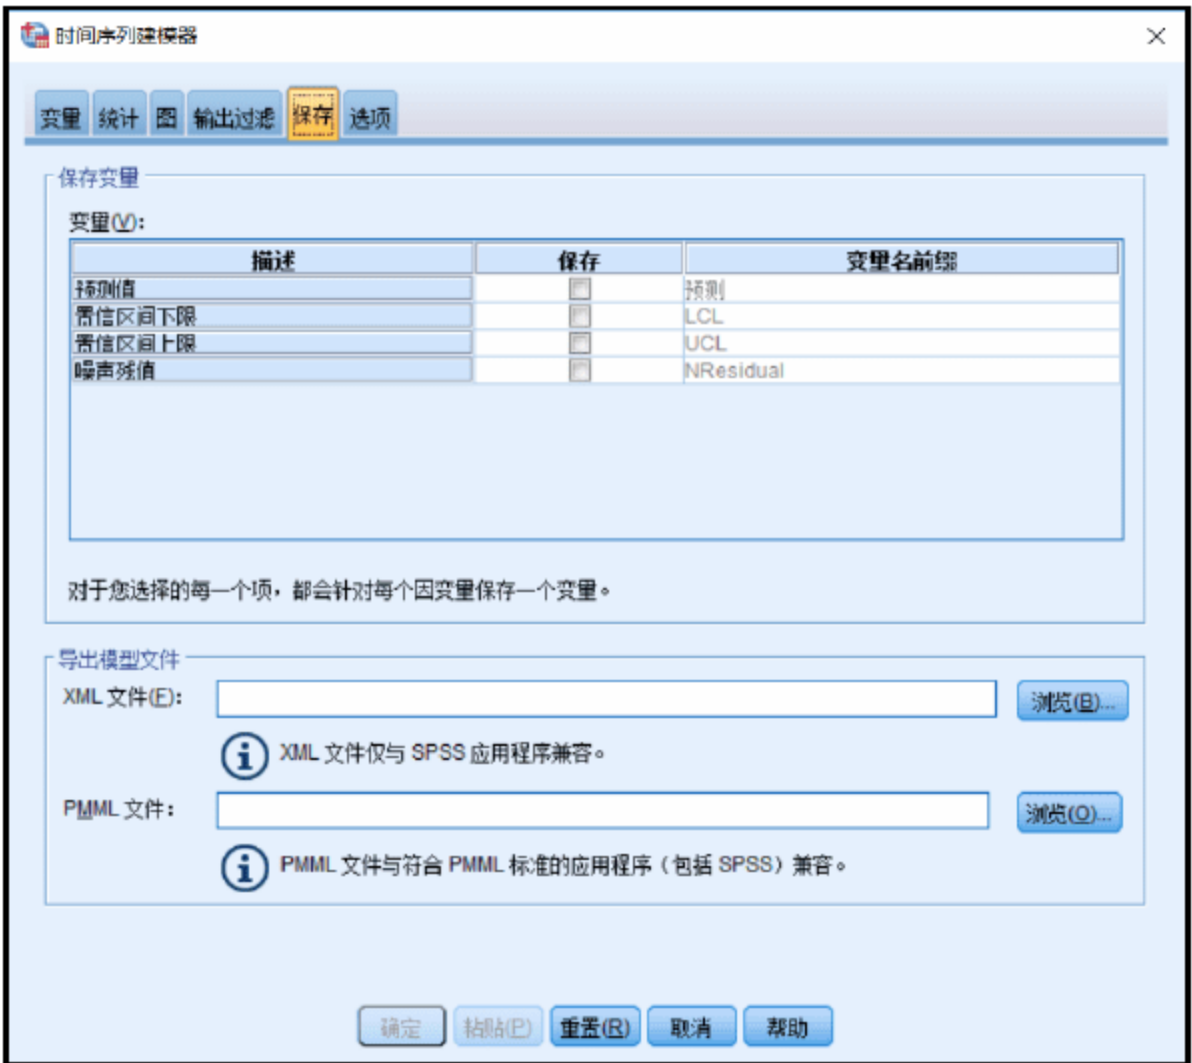 时间序列建模器
变量 统计 图 输出过滤 保存 选项
保存变量
变量(V):
描述 保存 变量名前缀
预测值 预测
置信区间下限 LCL
置信区间上限 UCL
噪声残值 NResidual
对于您选择的每一个项，都会针对每个因变量保存一个变量。
导出模型文件
XML 文件(F): 浏览(B)...
XML 文件仅与 SPSS 应用程序兼容。
PMML 文件: 浏览(O)...
PMML 文件与符合 PMML 标准的应用程序（包括 SPSS）兼容。
确定 粘贴(P) 重置(R) 取消 帮助